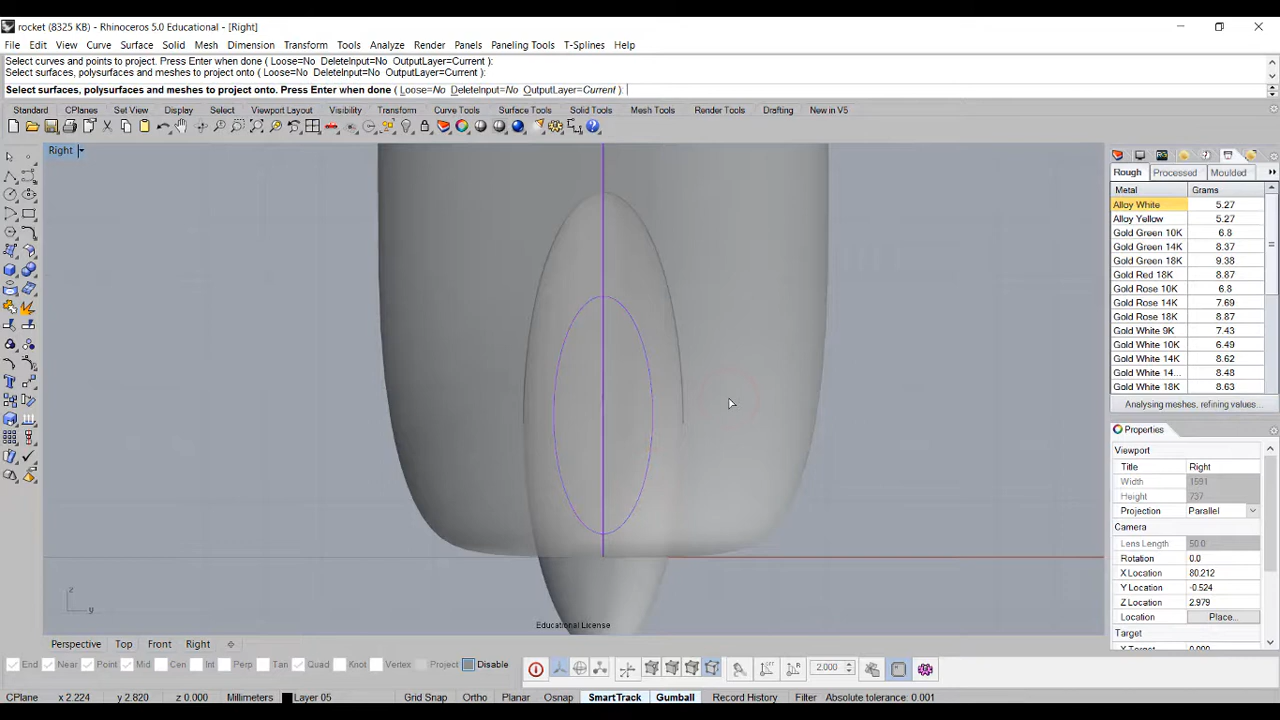 rocket (8325 KB) - Rhinoceros 5.0 Educational - [Right]
File Edit View Curve Surface Solid Mesh Dimension Transform Tools Analyze Render Panels Paneling Tools T-Splines Help
Select curves and points to project. Press Enter when done ( Loose=No DeleteInput=No OutputLayer=Current ):
Select surfaces, polysurfaces and meshes to project onto ( Loose=No DeleteInput=No OutputLayer=Current ):
Select surfaces, polysurfaces and meshes to project onto. Press Enter when done ( Loose=No DeleteInput=No OutputLayer=Current ):
Standard CPlanes Set View Display Select Viewport Layout Visibility Transform Curve Tools Surface Tools Solid Tools Mesh Tools Render Tools Drafting New in V5
Right
Rough Processed Moulded
Metal Grams
Alloy White 5.27
Alloy Yellow 5.27
Gold Green 10K 6.8
Gold Green 14K 8.37
Gold Green 18K 9.38
Gold Red 18K 8.87
Gold Rose 10K 6.8
Gold Rose 14K 7.69
Gold Rose 18K 8.87
Gold White 9K 7.43
Gold White 10K 6.49
Gold White 14K 8.62
Gold White 14... 8.48
Gold White 18K 8.63
Analysing meshes, refining values...
Properties
Viewport
Title Right
Width 1591
Height 737
Projection Parallel
Camera
Lens Length 50.0
Rotation 0.0
X Location 80.212
Y Location -0.524
Z Location 2.979
Location Place...
Target
z
y
Educational License
Perspective Top Front Right
End Near Point Mid Cen Int Perp Tan Quad Knot Vertex Project Disable
2.000
CPlane x 2.224 y 2.820 z 0.000 Millimeters Layer 05 Grid Snap Ortho Planar Osnap SmartTrack Gumball Record History Filter Absolute tolerance: 0.001